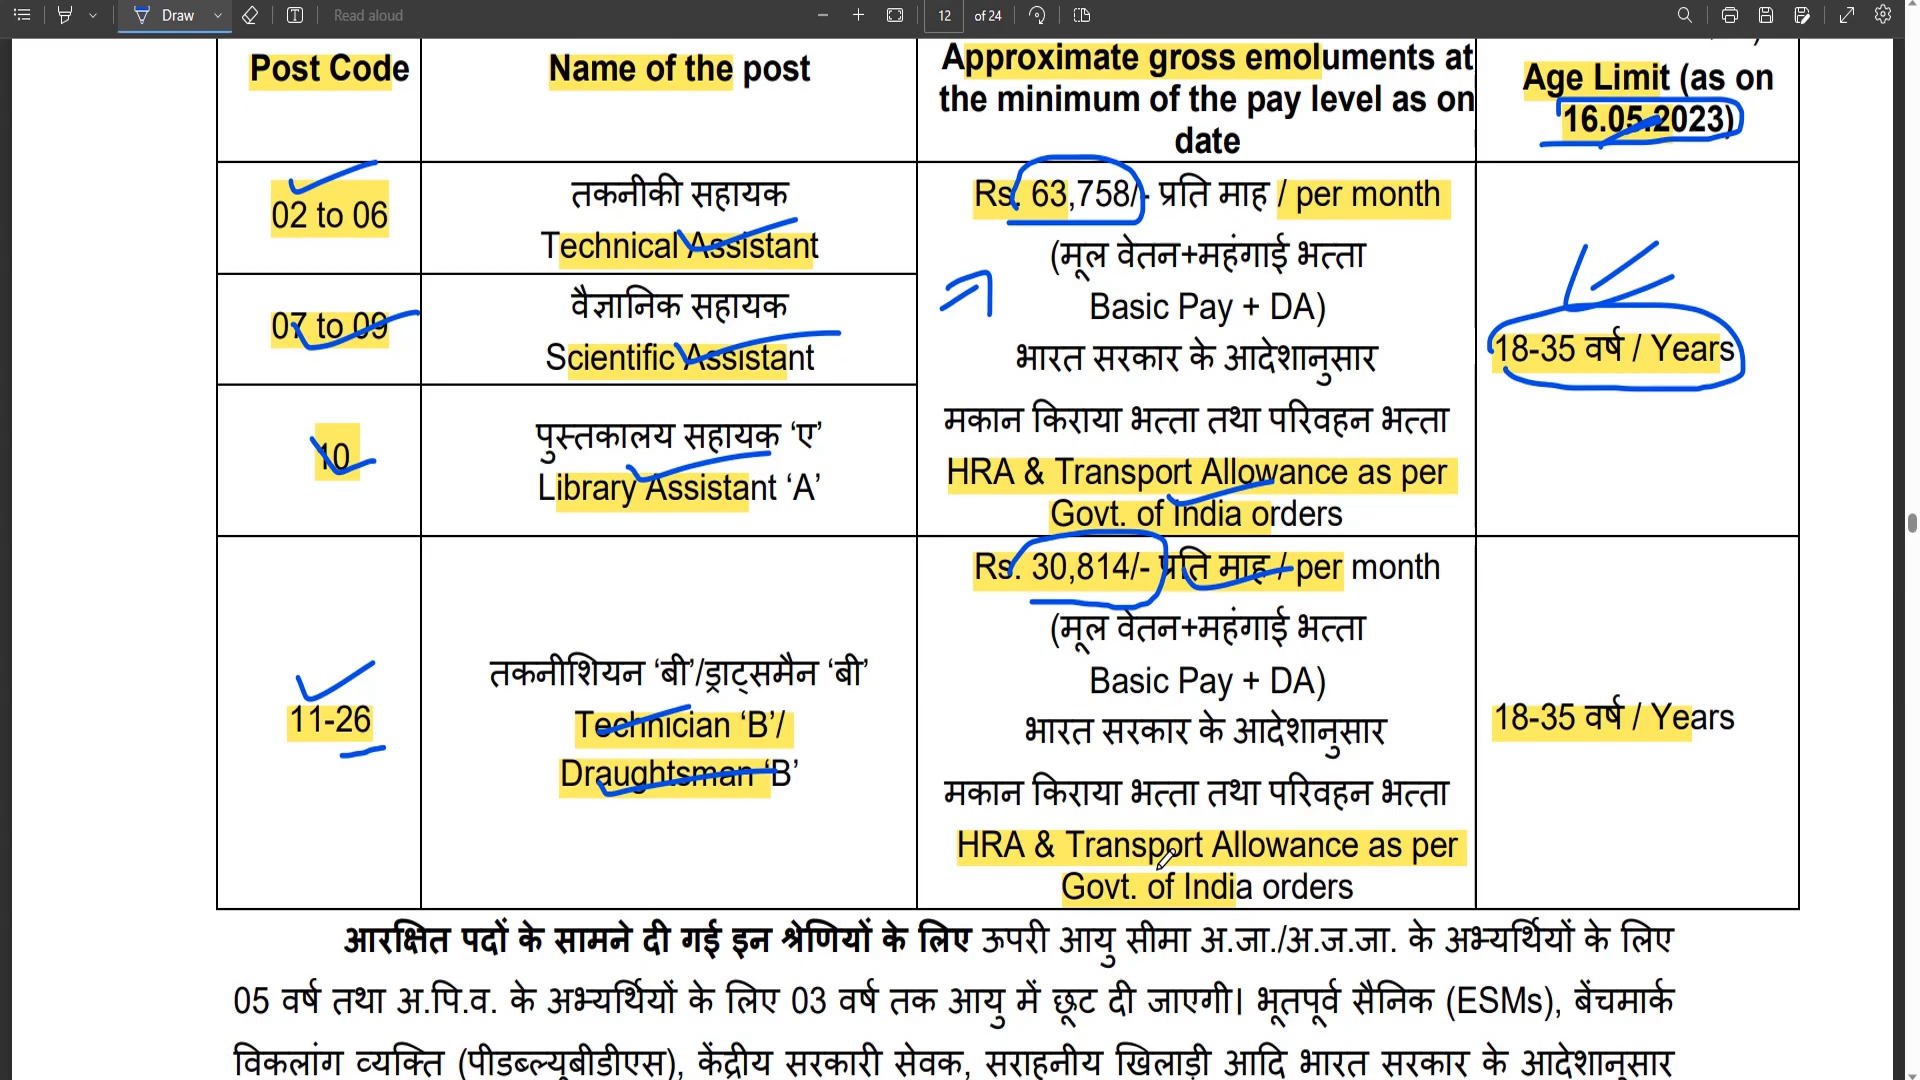 Draw
Read aloud
12 of 24
Post Code
Name of the post
Approximate gross emoluments at
the minimum of the pay level as on
date
Age Limit (as on
16.05.2023)
02 to 06
तकनीकी सहायक
Technical Assistant
Rs. 63,758/- प्रति माह / per month
(मूल वेतन+महंगाई भत्ता
Basic Pay + DA)
भारत सरकार के आदेशानुसार
मकान किराया भत्ता तथा परिवहन भत्ता
HRA & Transport Allowance as per
Govt. of India orders
18-35 वर्ष / Years
07 to 09
वैज्ञानिक सहायक
Scientific Assistant
10
पुस्तकालय सहायक ‘ए’
Library Assistant ‘A’
11-26
तकनीशियन ‘बी’/ड्राट्समैन ‘बी’
Technician ‘B’/
Draughtsman ‘B’
Rs. 30,814/- प्रति माह / per month
(मूल वेतन+महंगाई भत्ता
Basic Pay + DA)
भारत सरकार के आदेशानुसार
मकान किराया भत्ता तथा परिवहन भत्ता
HRA & Transport Allowance as per
Govt. of India orders
18-35 वर्ष / Years
आरक्षित पदों के सामने दी गई इन श्रेणियों के लिए ऊपरी आयु सीमा अ.जा./अ.ज.जा. के अभ्यर्थियों के लिए
05 वर्ष तथा अ.पि.व. के अभ्यर्थियों के लिए 03 वर्ष तक आयु में छूट दी जाएगी। भूतपूर्व सैनिक (ESMs), बेंचमार्क
विकलांग व्यक्ति (पीडब्ल्यूबीडीएस), केंद्रीय सरकारी सेवक, सराहनीय खिलाड़ी आदि भारत सरकार के आदेशानुसार